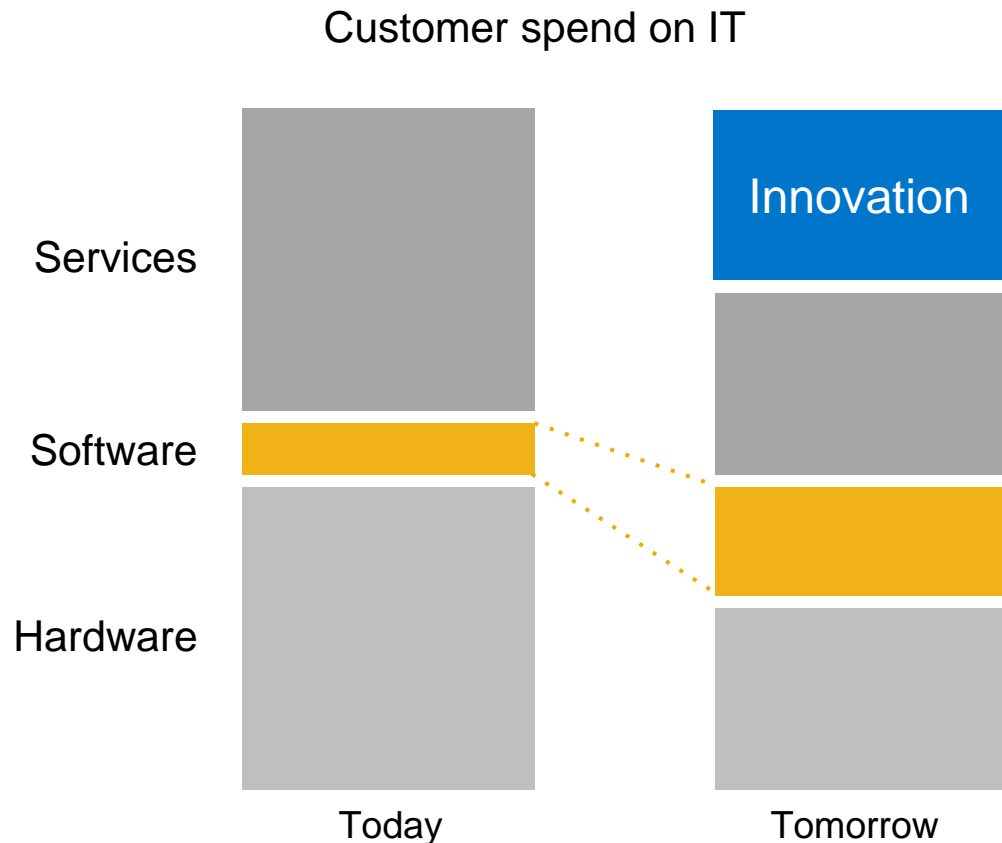 Customer spend on IT
Innovation
Services
Software
Hardware
Today
Tomorrow